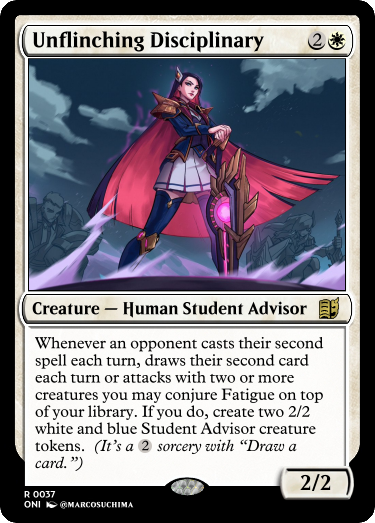 Unflinching Disciplinary 2
Creature — Human Student Advisor
Whenever an opponent casts their second
spell each turn, draws their second card
each turn or attacks with two or more
creatures you may conjure Fatigue on top
of your library. If you do, create two 2/2
white and blue Student Advisor creature
tokens. (It's a 2 sorcery with “Draw a
card.”)
2/2
R 0037
ONI @MARCOSUCHIMA